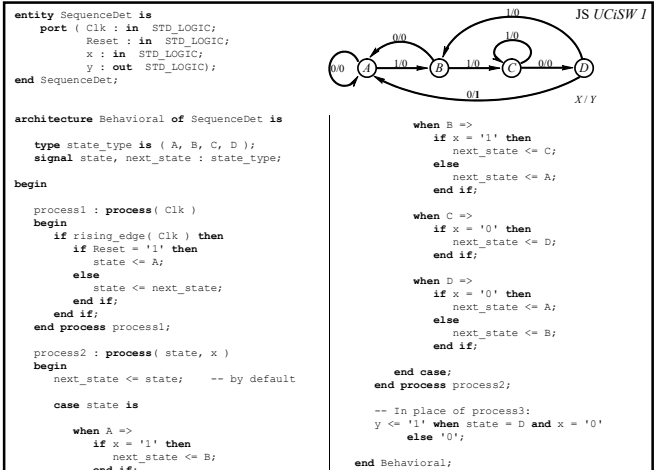 entity SequenceDet is
port ( Clk : in STD_LOGIC;
Reset : in STD_LOGIC;
x : in STD_LOGIC;
y : out STD_LOGIC);
end SequenceDet;
JS UCiSW 1
1/0
0/0
1/0
0/0
A
1/0
B
1/0
C
0/0
D
0/1
X / Y
architecture Behavioral of SequenceDet is
type state_type is ( A, B, C, D );
signal state, next_state : state_type;
begin
process1 : process( Clk )
begin
if rising_edge( Clk ) then
if Reset = '1' then
state <= A;
else
state <= next_state;
end if;
end if;
end process process1;
process2 : process( state, x )
begin
next_state <= state; -- by default
case state is
when A =>
if x = '1' then
next_state <= B;
end if;
when B =>
if x = '1' then
next_state <= C;
else
next_state <= A;
end if;
when C =>
if x = '0' then
next_state <= D;
end if;
when D =>
if x = '0' then
next_state <= A;
else
next_state <= B;
end if;
end case;
end process process2;
-- In place of process3:
y <= '1' when state = D and x = '0'
else '0';
end Behavioral;